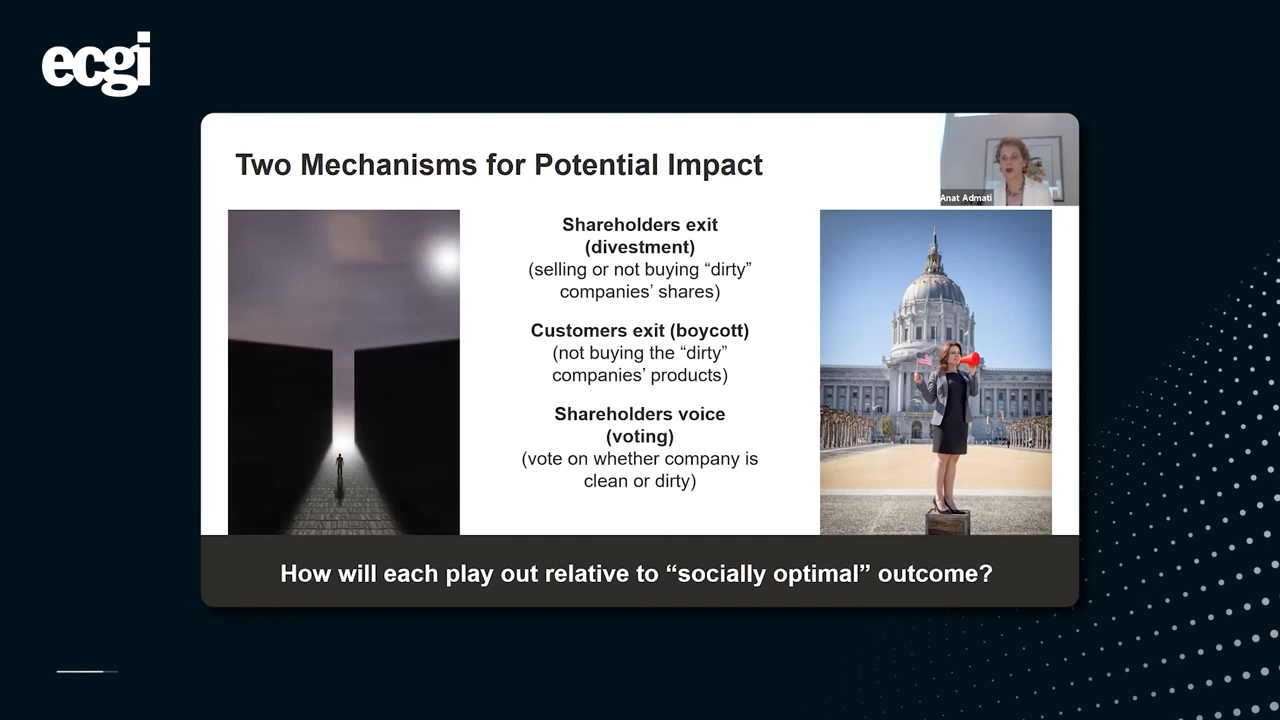 ecgi
Two Mechanisms for Potential Impact
Anat Admati
Shareholders exit
(divestment)
(selling or not buying “dirty”
companies’ shares)
Customers exit (boycott)
(not buying the “dirty”
companies’ products)
Shareholders voice
(voting)
(vote on whether company is
clean or dirty)
How will each play out relative to “socially optimal” outcome?